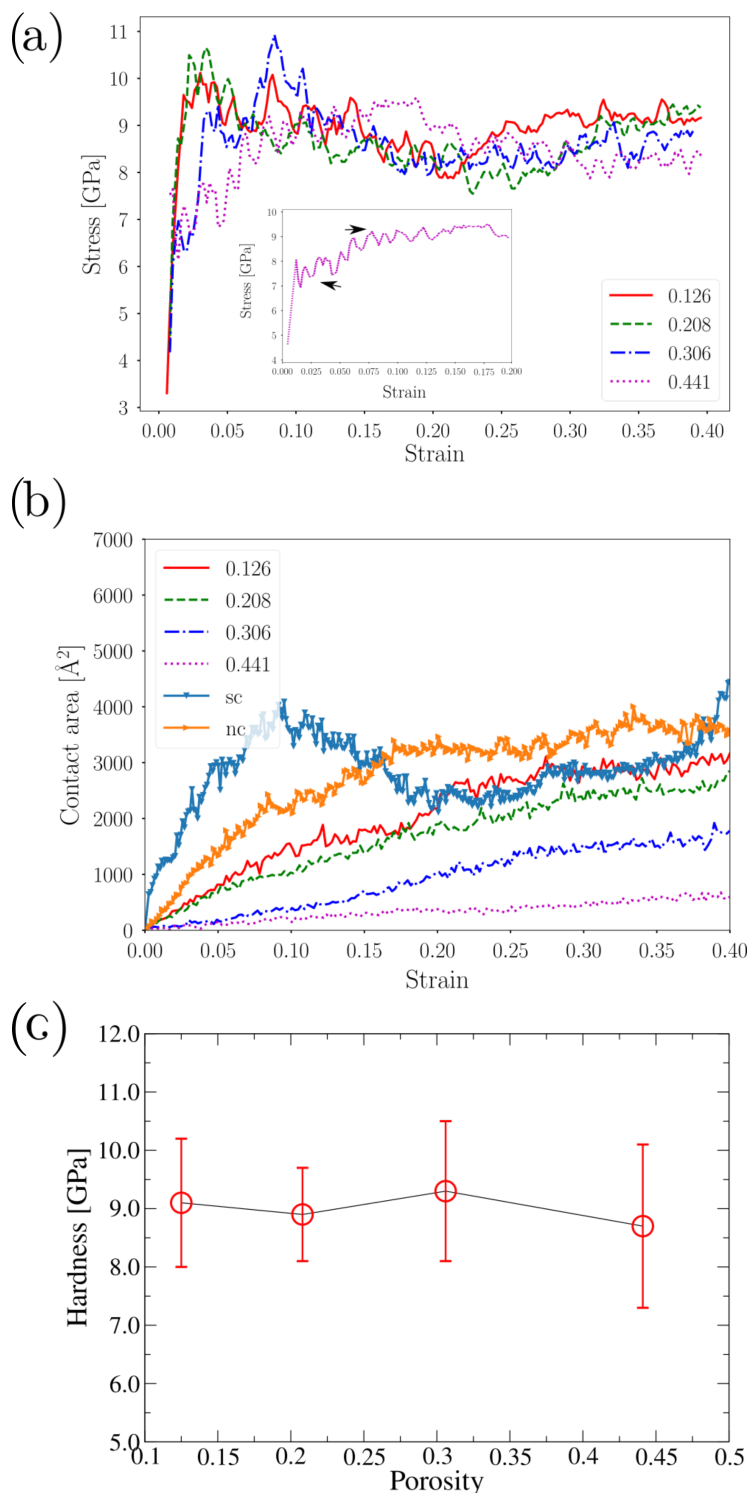 (a)
Stress [GPa]
11
10
9
8
7
6
5
4
3
0.00 0.05 0.10 0.15 0.20 0.25 0.30 0.35 0.40
Strain
Stress [GPa]
10
9
8
7
6
5
4
0.000 0.025 0.050 0.075 0.100 0.125 0.150 0.175 0.200
Strain
0.126
0.208
0.306
0.441
(b)
Contact area [Å²]
7000
6000
5000
4000
3000
2000
1000
0
0.126
0.208
0.306
0.441
sc
nc
0.00 0.05 0.10 0.15 0.20 0.25 0.30 0.35 0.40
Strain
(c)
Hardness [GPa]
12.0
11.0
10.0
9.0
8.0
7.0
6.0
5.0
0.1 0.15 0.2 0.25 0.3 0.35 0.4 0.45 0.5
Porosity